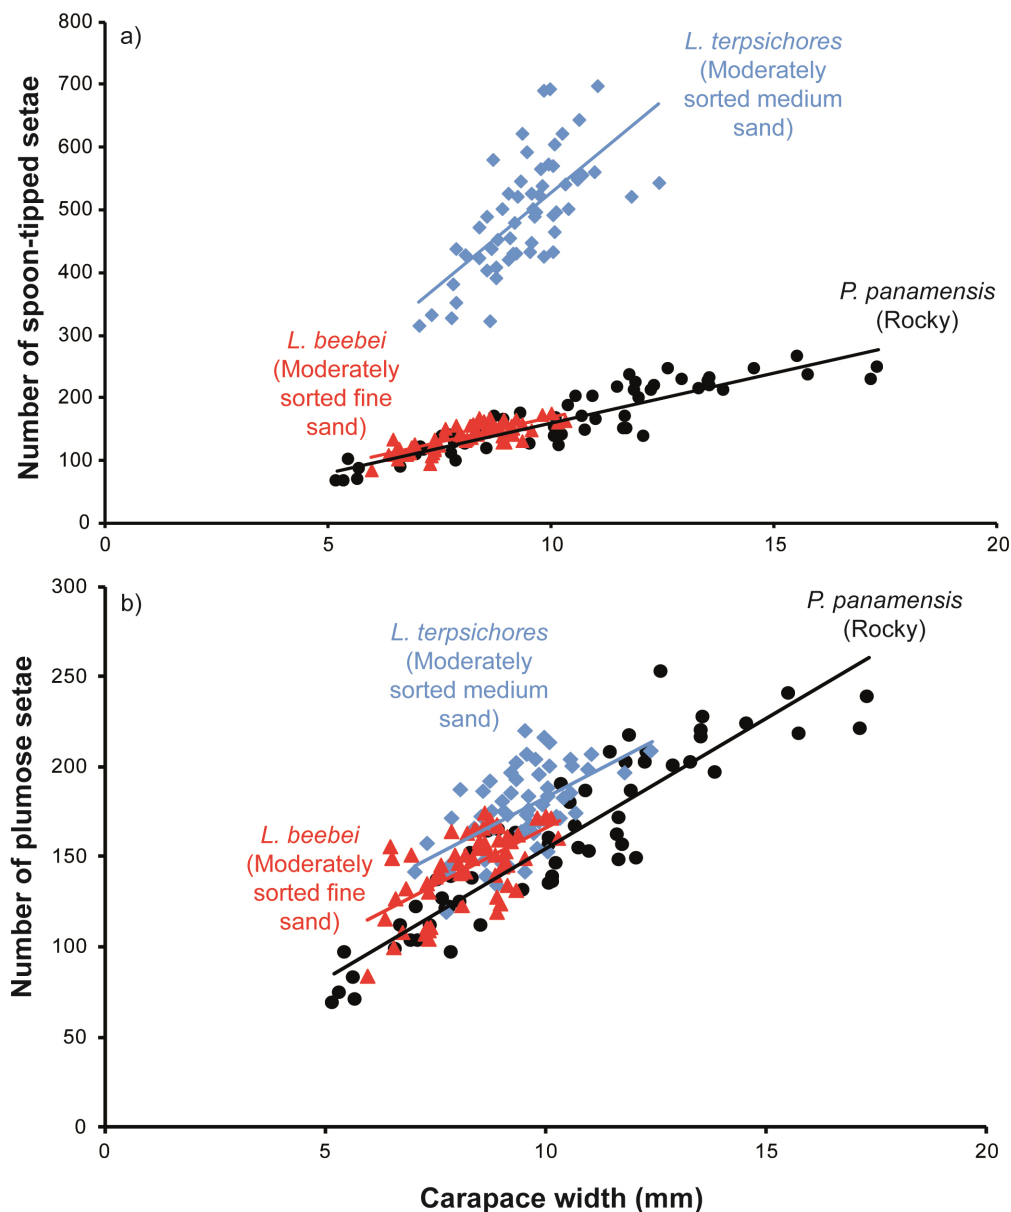 800
a)
L. terpsichores
(Moderately
sorted medium
sand)
700
600
500
400
300
200
100
0
Number of spoon-tipped setae
P. panamensis
(Rocky)
L. beebei
(Moderately
sorted fine
sand)
0
5
10
15
20
300
b)
P. panamensis
(Rocky)
L. terpsichores
(Moderately
sorted medium
sand)
250
200
150
100
50
0
Number of plumose setae
L. beebei
(Moderately
sorted fine
sand)
0
5
10
15
20
Carapace width (mm)